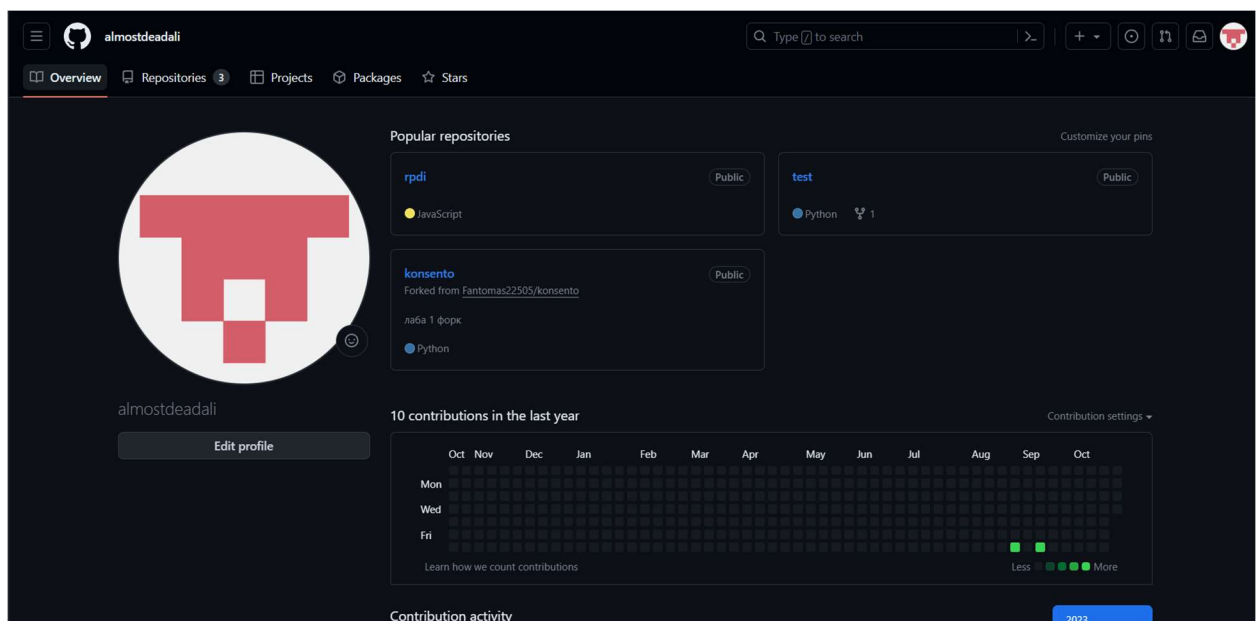 almostdeadali
Type / to search
Overview
Repositories 3
Projects
Packages
Stars
Popular repositories
Customize your pins
rpdi
Public
JavaScript
test
Public
Python 1
konsento
Public
Forked from Fantomas22505/konsento
лаба 1 форк
Python
almostdeadali
Edit profile
10 contributions in the last year
Contribution settings
Oct Nov Dec Jan Feb Mar Apr May Jun Jul Aug Sep Oct
Mon
Wed
Fri
Learn how we count contributions
Less More
Contribution activity
2023